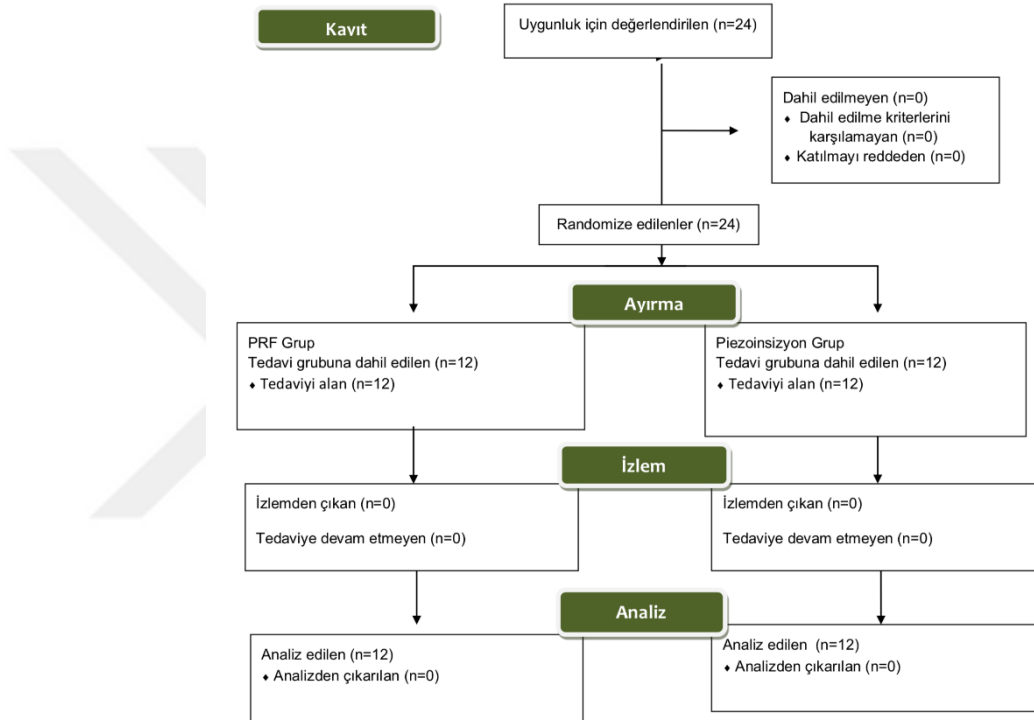 Kayıt
Uygunluk için değerlendirilen (n=24)
Dahil edilmeyen (n=0)
♦ Dahil edilme kriterlerini
karşılamayan (n=0)
♦ Katılmayı reddeden (n=0)
Randomize edilenler (n=24)
Ayırma
PRF Grup
Tedavi grubuna dahil edilen (n=12)
♦ Tedaviyi alan (n=12)
Piezoinsizyon Grup
Tedavi grubuna dahil edilen (n=12)
♦ Tedaviyi alan (n=12)
İzlem
İzlemden çıkan (n=0)
Tedaviye devam etmeyen (n=0)
İzlemden çıkan (n=0)
Tedaviye devam etmeyen (n=0)
Analiz
Analiz edilen (n=12)
♦ Analizden çıkarılan (n=0)
Analiz edilen (n=12)
♦ Analizden çıkarılan (n=0)